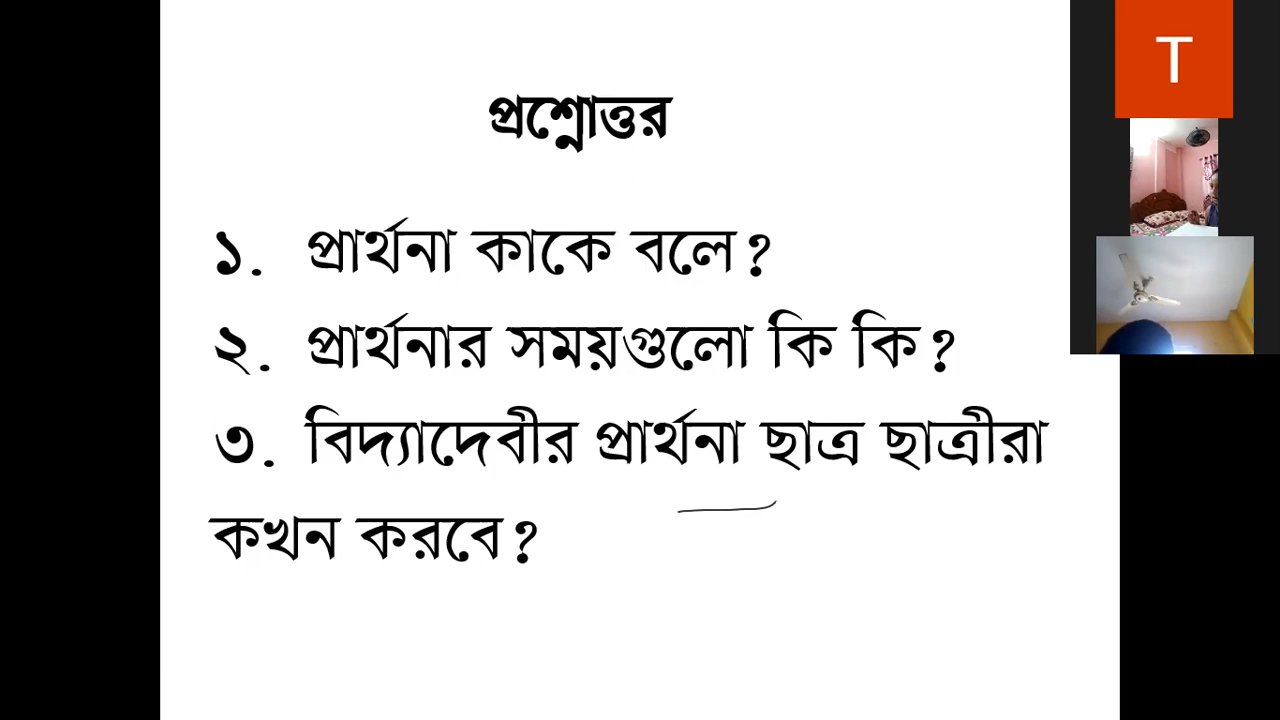 প্রশ্নোত্তর
১. প্রার্থনা কাকে বলে?
২. প্রার্থনার সময়গুলো কি কি?
৩. বিদ্যাদেবীর প্রার্থনা ছাত্র ছাত্রীরা
কখন করবে?
T